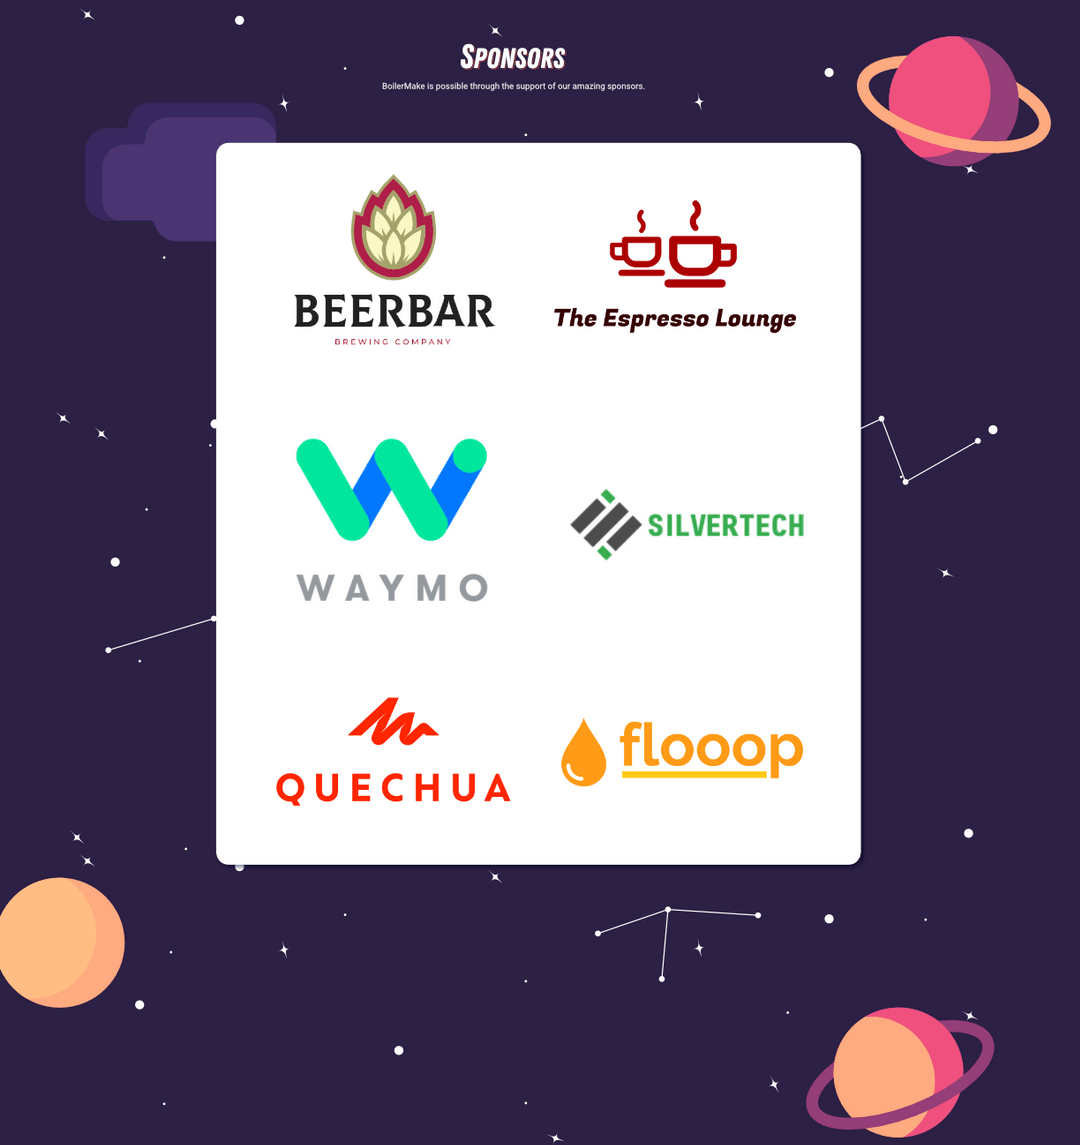 SPONSORS
BoilerMake is possible through the support of our amazing sponsors.
BEERBAR
BREWING COMPANY
The Espresso Lounge
WAYMO
SILVERTECH
QUECHUA
flooop